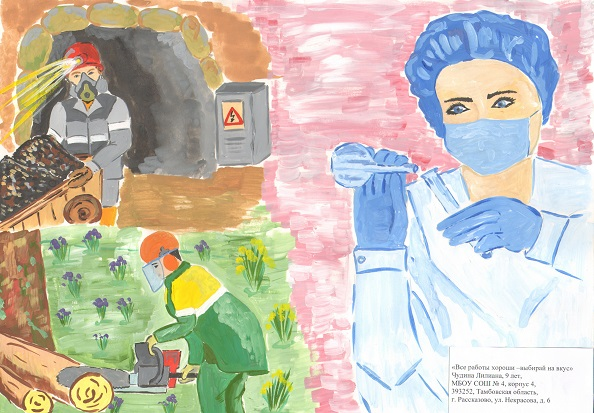 «Все работы хороши –выбирай на вкус»
Чудина Лилиана, 9 лет,
МБОУ СОШ № 4, корпус 4,
393252, Тамбовская область,
г. Рассказово, ул. Некрасова, д. 6